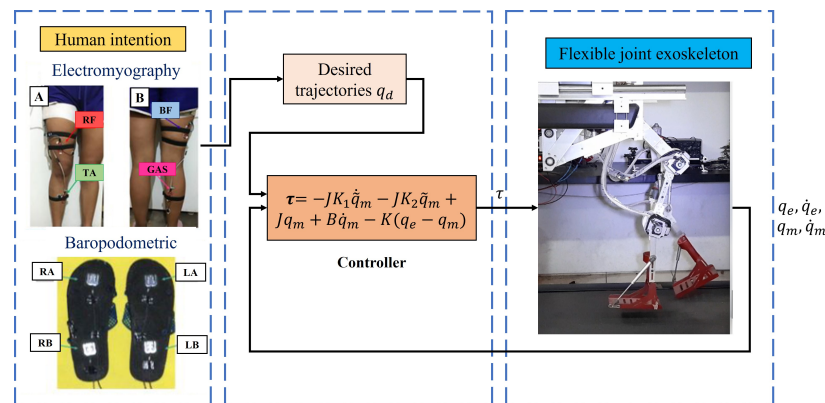 Human intention
Electromyography
A
B
BF
RF
TA
GAS
Baropodometric
RA
LA
RB
LB
Desired
trajectories q_d
τ = −JK₁q̃̇_m − JK₂q̃_m +
Jq_m + Bq̇_m − K(q_e − q_m)
Controller
τ
Flexible joint exoskeleton
q_e, q̇_e,
q_m, q̇_m